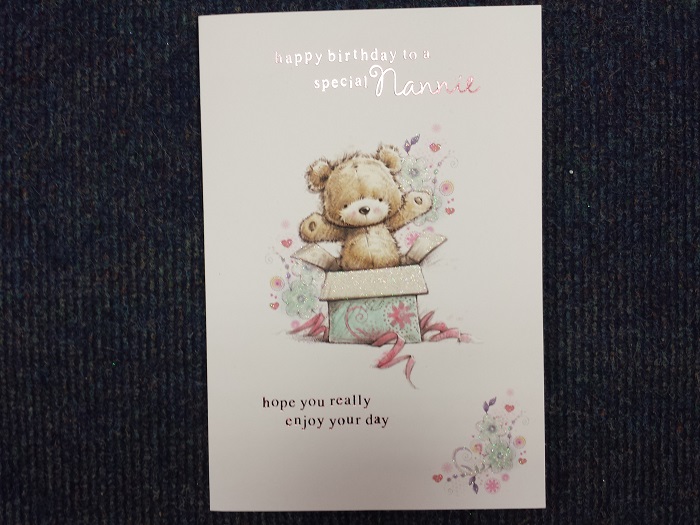 happy birthday to a
special Nannie
hope you really
enjoy your day